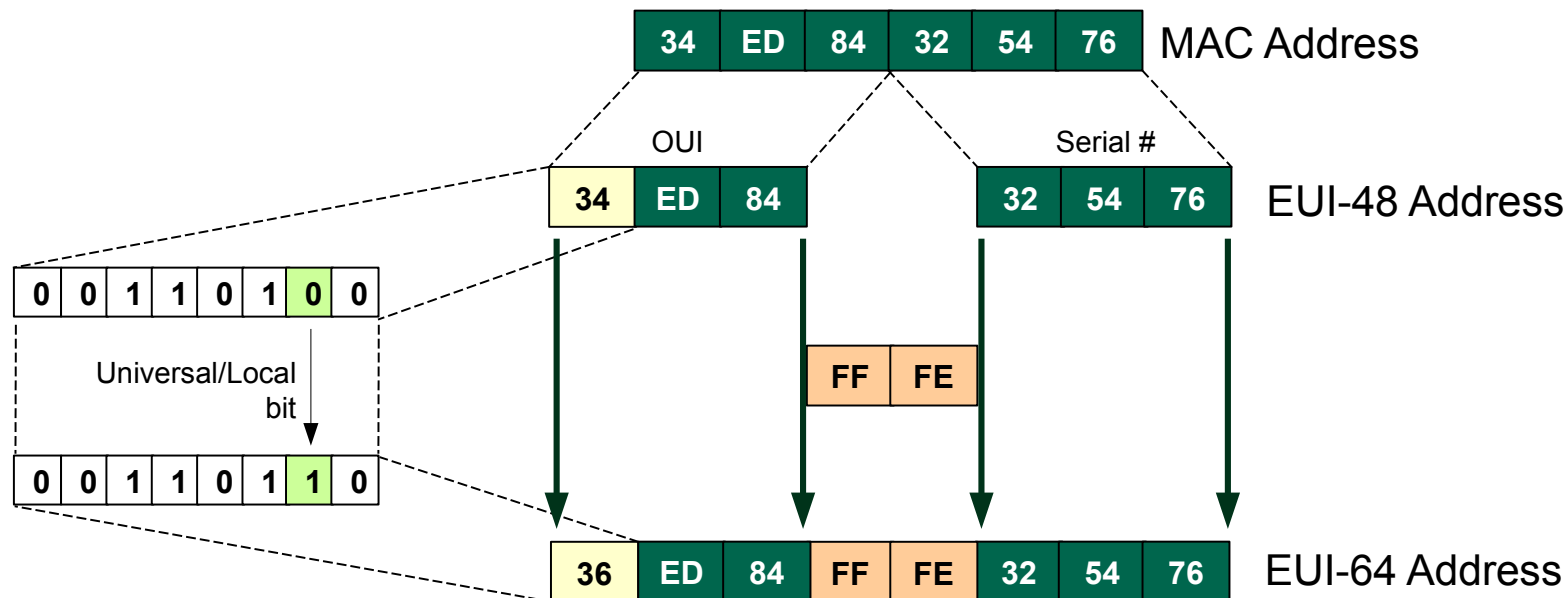 34 ED 84 32 54 76 MAC Address
OUI Serial #
34 ED 84 32 54 76 EUI-48 Address
0 0 1 1 0 1 0 0
Universal/Local
bit
FF FE
0 0 1 1 0 1 1 0
36 ED 84 FF FE 32 54 76 EUI-64 Address